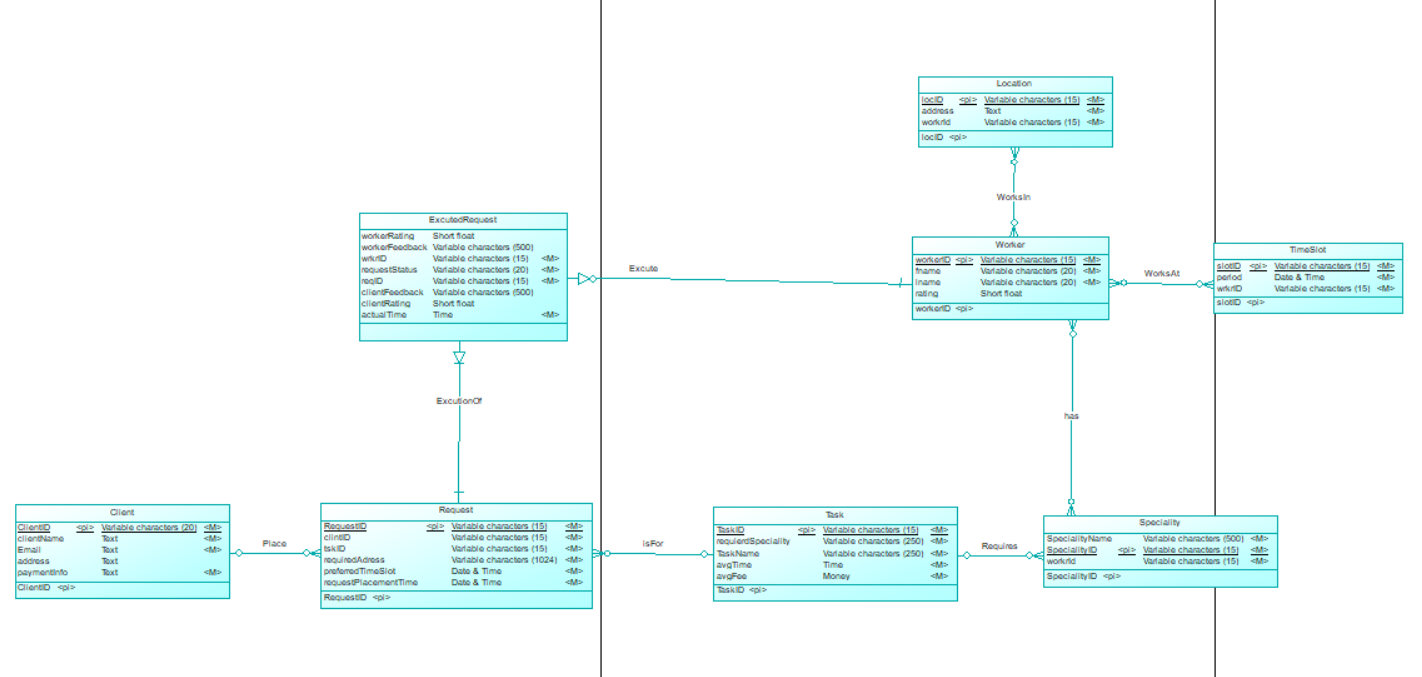 Location
locID <pi> Variable characters (15) <M>
address Text <M>
workrId Variable characters (15) <M>
locID <pi>
WorksIn
ExcutedRequest
workerRating Short float
workerFeedback Variable characters (500)
wrkrID Variable characters (15) <M>
requestStatus Variable characters (20) <M>
reqID Variable characters (15) <M>
clientFeedback Variable characters (500)
clientRating Short float
actualTime Time <M>
Excute
Worker
workerID <pi> Variable characters (15) <M>
fname Variable characters (20) <M>
lname Variable characters (20) <M>
rating Short float
workerID <pi>
WorksAt
TimeSlot
slotID <pi> Variable characters (15) <M>
period Date & Time <M>
wrkrID Variable characters (15) <M>
slotID <pi>
ExcutionOf
has
Client
ClientID <pi> Variable characters (20) <M>
clientName Text <M>
Email Text <M>
address Text
paymentInfo Text <M>
ClientID <pi>
Place
Request
RequestID <pi> Variable characters (15) <M>
clintID Variable characters (15) <M>
tskID Variable characters (15) <M>
requiredAdress Variable characters (1024) <M>
preferredTimeSlot Date & Time <M>
requestPlacementTime Date & Time <M>
RequestID <pi>
IsFor
Task
TaskID <pi> Variable characters (15) <M>
requierdSpeciality Variable characters (250) <M>
TaskName Variable characters (250) <M>
avgTime Time <M>
avgFee Money <M>
TaskID <pi>
Requires
Speciality
SpecialityName Variable characters (500) <M>
SpecialityID <pi> Variable characters (15) <M>
workrId Variable characters (15) <M>
SpecialityID <pi>